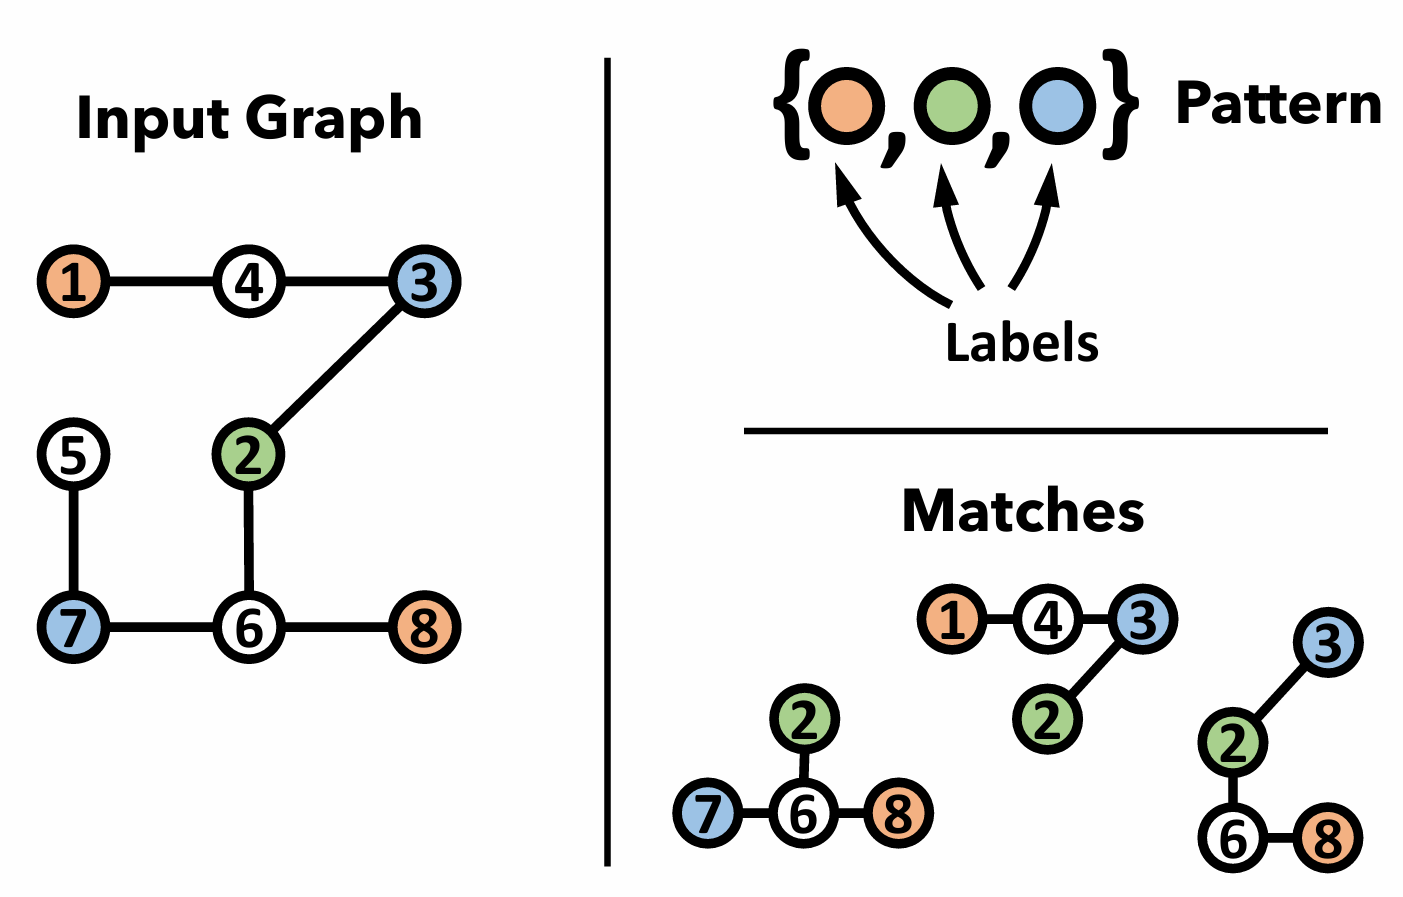 Input Graph
1 4 3
5 2
7 6 8
{ , , } Pattern
Labels
Matches
1 4 3
2
2
7 6 8
3
2
6 8